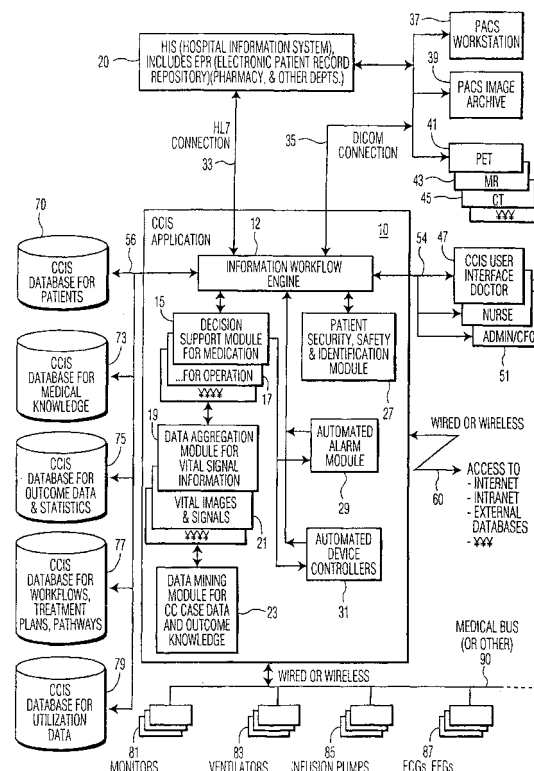 20
HIS (HOSPITAL INFORMATION SYSTEM),
INCLUDES EPR (ELECTRONIC PATIENT RECORD
REPOSITORY)(PHARMACY, & OTHER DEPTS.)
37
PACS
WORKSTATION
39
PACS IMAGE
ARCHIVE
41
PET
43
MR
45
CT
HL7
CONNECTION
33
35
DICOM
CONNECTION
70
CCIS
DATABASE FOR
PATIENTS
56
CCIS
APPLICATION
10
12
INFORMATION WORKFLOW
ENGINE
54
47
CCIS USER
INTERFACE
DOCTOR
NURSE
ADMIN/CFO
51
15
DECISION
SUPPORT MODULE
FOR MEDICATION
...FOR OPERATION
17
PATIENT
SECURITY, SAFETY
& IDENTIFICATION
MODULE
27
73
CCIS
DATABASE FOR
MEDICAL
KNOWLEDGE
19
DATA AGGREGATION
MODULE FOR
VITAL SIGNAL
INFORMATION
VITAL IMAGES
& SIGNALS
21
AUTOMATED
ALARM
MODULE
29
WIRED OR WIRELESS
60
ACCESS TO
- INTERNET
- INTRANET
- EXTERNAL
DATABASES
75
CCIS
DATABASE FOR
OUTCOME DATA
& STATISTICS
AUTOMATED
DEVICE
CONTROLLERS
31
77
CCIS
DATABASE FOR
WORKFLOWS,
TREATMENT
PLANS, PATHWAYS
DATA MINING
MODULE FOR
CC CASE DATA
AND OUTCOME
KNOWLEDGE
23
79
CCIS
DATABASE FOR
UTILIZATION
DATA
WIRED OR WIRELESS
MEDICAL BUS
(OR OTHER)
90
81
MONITORS
83
VENTILATORS
85
INFUSION PUMPS
87
ECGs, EEGs